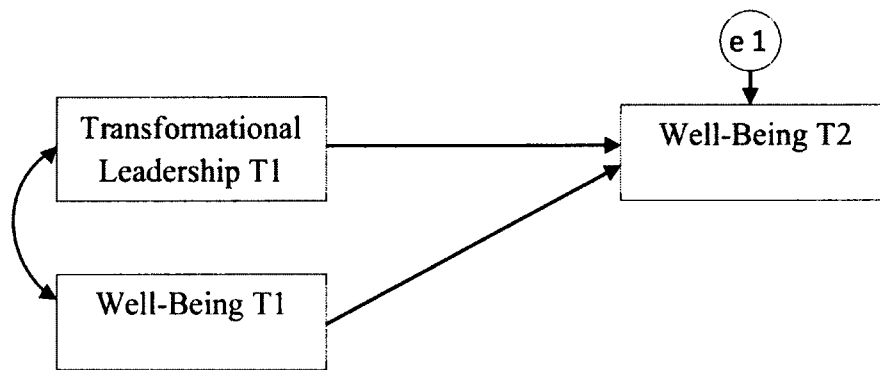 e 1
Transformational
Leadership T1
Well-Being T2
Well-Being T1